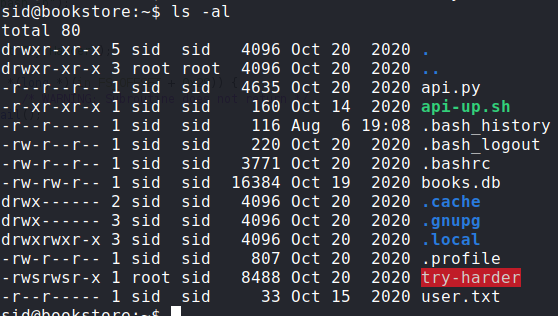 sid@bookstore:~$ ls -al
total 80
drwxr-xr-x 5 sid  sid   4096 Oct 20  2020 .
drwxr-xr-x 3 root root  4096 Oct 20  2020 ..
-r--r--r-- 1 sid  sid   4635 Oct 20  2020 api.py
-r-xr-xr-x 1 sid  sid    160 Oct 14  2020 api-up.sh
-r--r----- 1 sid  sid    116 Aug  6 19:08 .bash_history
-rw-r--r-- 1 sid  sid    220 Oct 20  2020 .bash_logout
-rw-r--r-- 1 sid  sid   3771 Oct 20  2020 .bashrc
-rw-rw-r-- 1 sid  sid  16384 Oct 19  2020 books.db
drwx------ 2 sid  sid   4096 Oct 20  2020 .cache
drwx------ 3 sid  sid   4096 Oct 20  2020 .gnupg
drwxrwxr-x 3 sid  sid   4096 Oct 20  2020 .local
-rw-r--r-- 1 sid  sid    807 Oct 20  2020 .profile
-rwsrwsr-x 1 root sid   8488 Oct 20  2020 try-harder
-r--r----- 1 sid  sid     33 Oct 15  2020 user.txt
sid@bookstore:~$